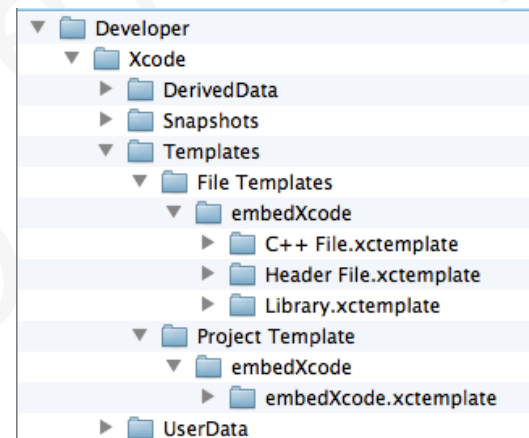 Developer
Xcode
DerivedData
Snapshots
Templates
File Templates
embedXcode
C++ File.xctemplate
Header File.xctemplate
Library.xctemplate
Project Template
embedXcode
embedXcode.xctemplate
UserData